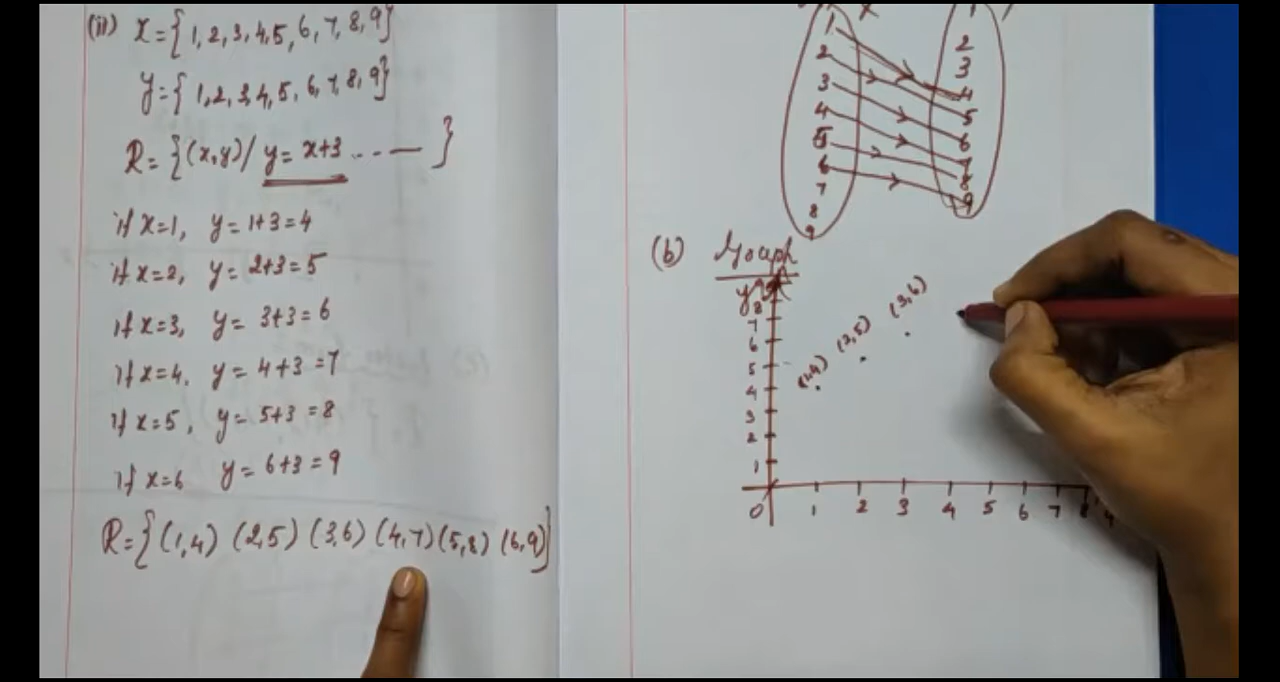 (ii) X={1,2,3,4,5,6,7,8,9}
Y={1,2,3,4,5,6,7,8,9}
R={(x,y)/ y=x+3 ... — }
if x=1, y=1+3=4
if x=2, y=2+3=5
if x=3, y=3+3=6
if x=4, y=4+3=7
if x=5, y=5+3=8
if x=6 y=6+3=9
R={(1,4) (2,5) (3,6) (4,7) (5,8) (6,9)}
1
2
3
4
5
6
7
8
9
1
2
3
4
5
6
7
8
9
(b) Graph
y
9
8
7
6
5
4
3
2
1
(1,4) (2,5) (3,6)
0 1 2 3 4 5 6 7 8